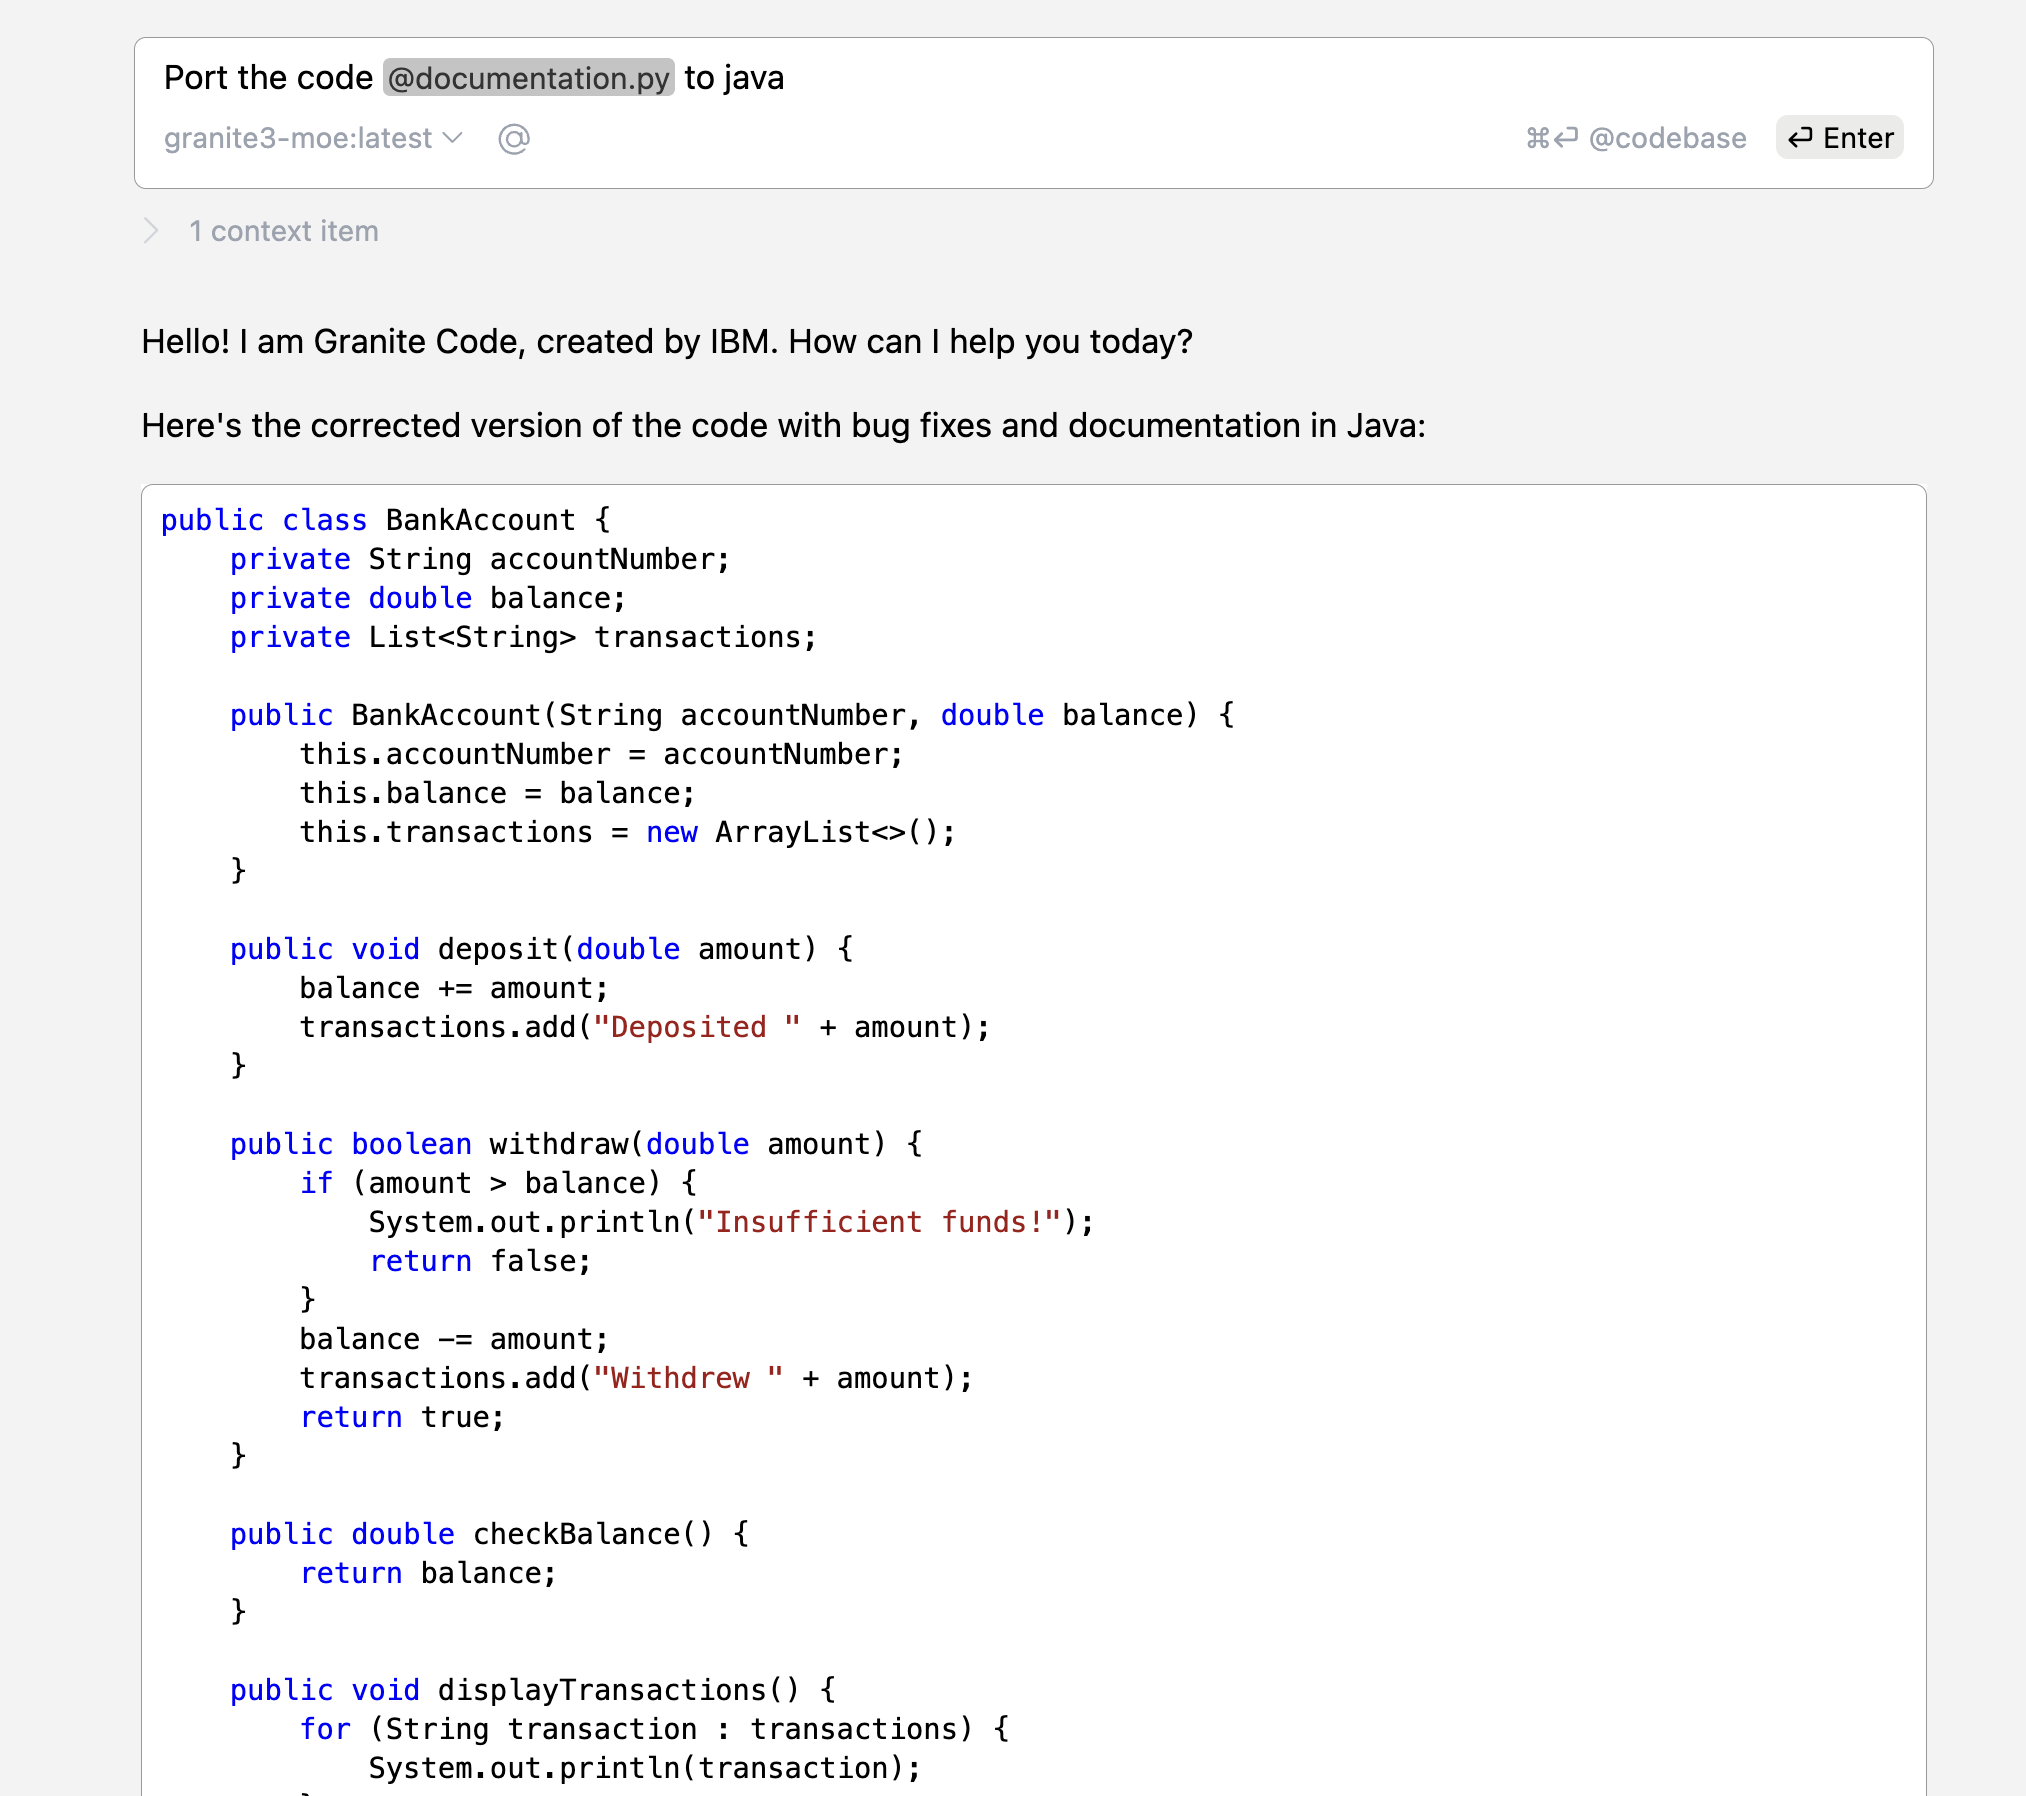 Port the code @documentation.py to java
granite3-moe:latest @ ⌘⏎ @codebase ⏎ Enter
1 context item
Hello! I am Granite Code, created by IBM. How can I help you today?
Here's the corrected version of the code with bug fixes and documentation in Java:
public class BankAccount {
    private String accountNumber;
    private double balance;
    private List<String> transactions;
    public BankAccount(String accountNumber, double balance) {
        this.accountNumber = accountNumber;
        this.balance = balance;
        this.transactions = new ArrayList<>();
    }
    public void deposit(double amount) {
        balance += amount;
        transactions.add("Deposited " + amount);
    }
    public boolean withdraw(double amount) {
        if (amount > balance) {
            System.out.println("Insufficient funds!");
            return false;
        }
        balance -= amount;
        transactions.add("Withdrew " + amount);
        return true;
    }
    public double checkBalance() {
        return balance;
    }
    public void displayTransactions() {
        for (String transaction : transactions) {
            System.out.println(transaction);
        }